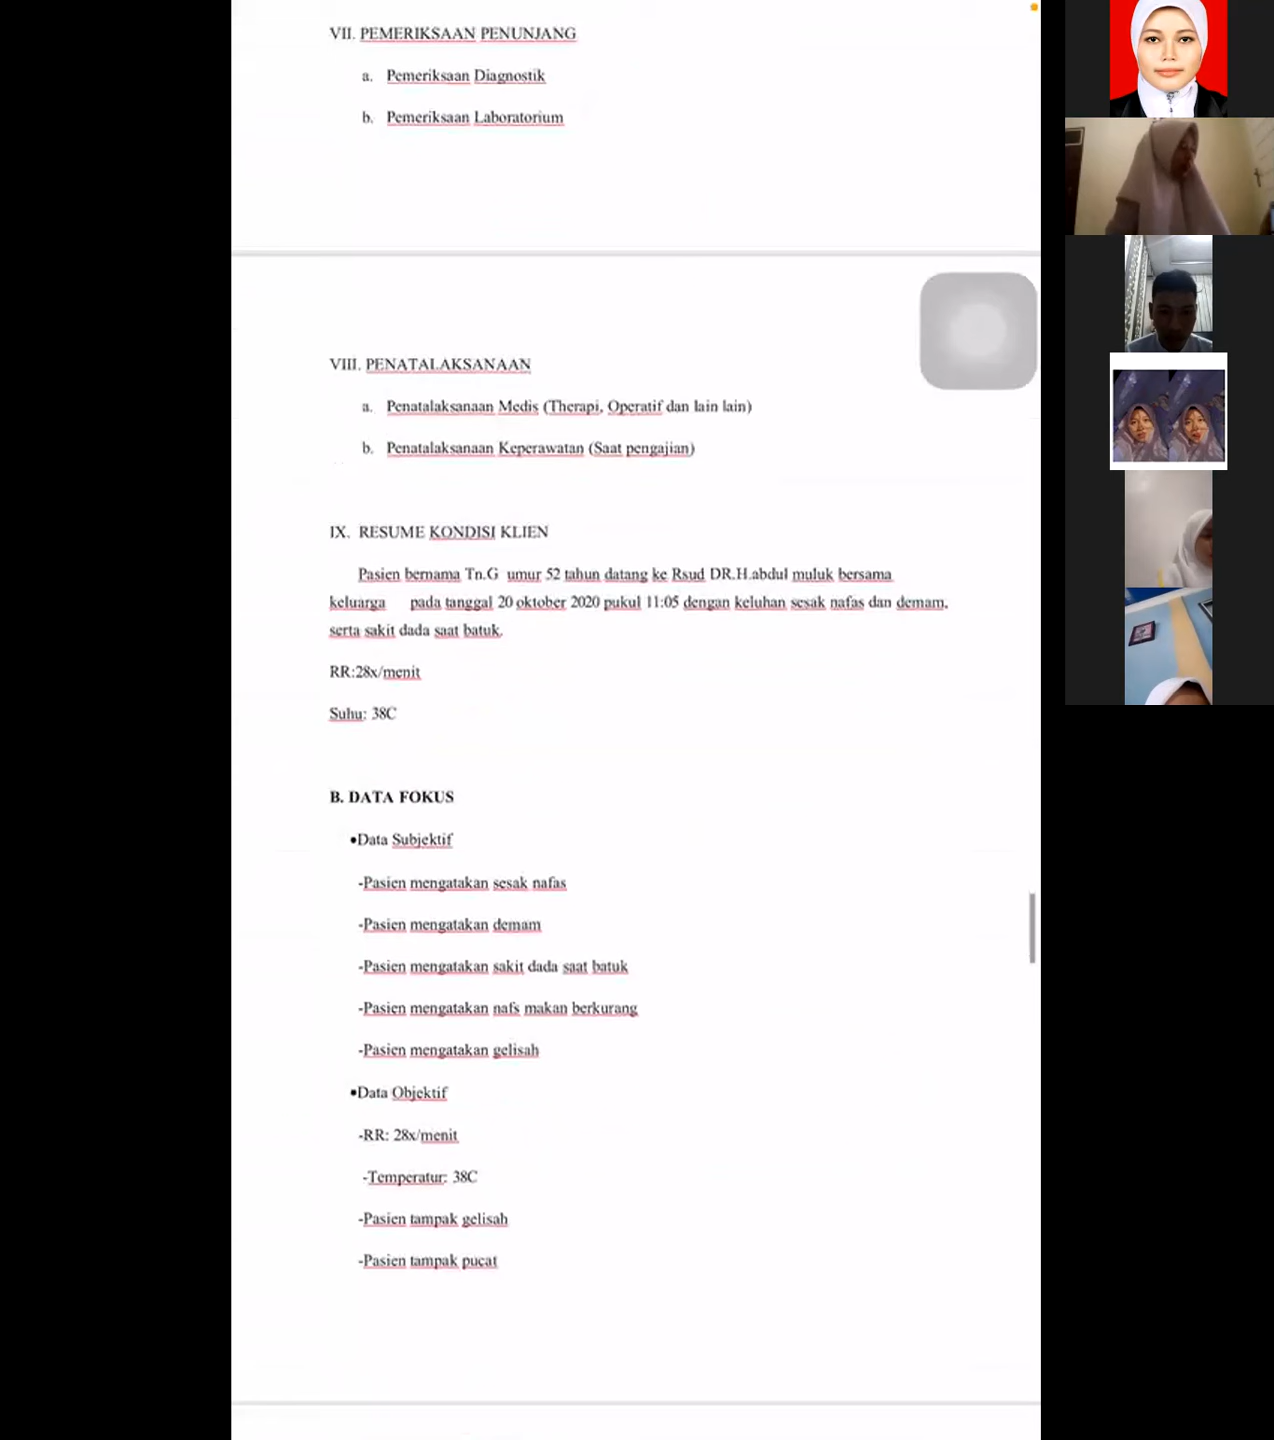 VII. PEMERIKSAAN PENUNJANG
a. Pemeriksaan Diagnostik
b. Pemeriksaan Laboratorium
VIII. PENATALAKSANAAN
a. Penatalaksanaan Medis (Therapi, Operatif dan lain lain)
b. Penatalaksanaan Keperawatan (Saat pengajian)
IX. RESUME KONDISI KLIEN
Pasien bernama Tn.G umur 52 tahun datang ke Rsud DR.H.abdul muluk bersama
keluarga pada tanggal 20 oktober 2020 pukul 11:05 dengan keluhan sesak nafas dan demam,
serta sakit dada saat batuk.
RR:28x/menit
Suhu: 38C
B. DATA FOKUS
•Data Subjektif
-Pasien mengatakan sesak nafas
-Pasien mengatakan demam
-Pasien mengatakan sakit dada saat batuk
-Pasien mengatakan nafs makan berkurang
-Pasien mengatakan gelisah
•Data Objektif
-RR: 28x/menit
-Temperatur: 38C
-Pasien tampak gelisah
-Pasien tampak pucat